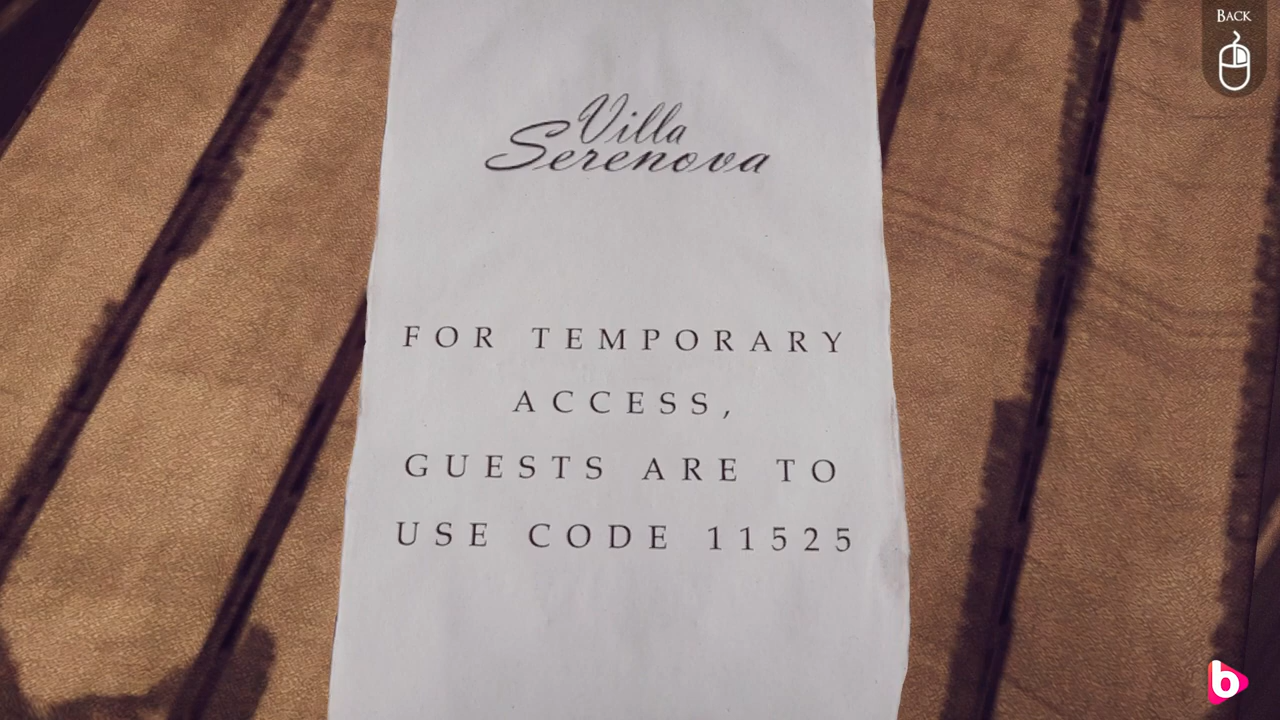 Back
Villa
Serenova
FOR TEMPORARY
ACCESS,
GUESTS ARE TO
USE CODE 11525
b